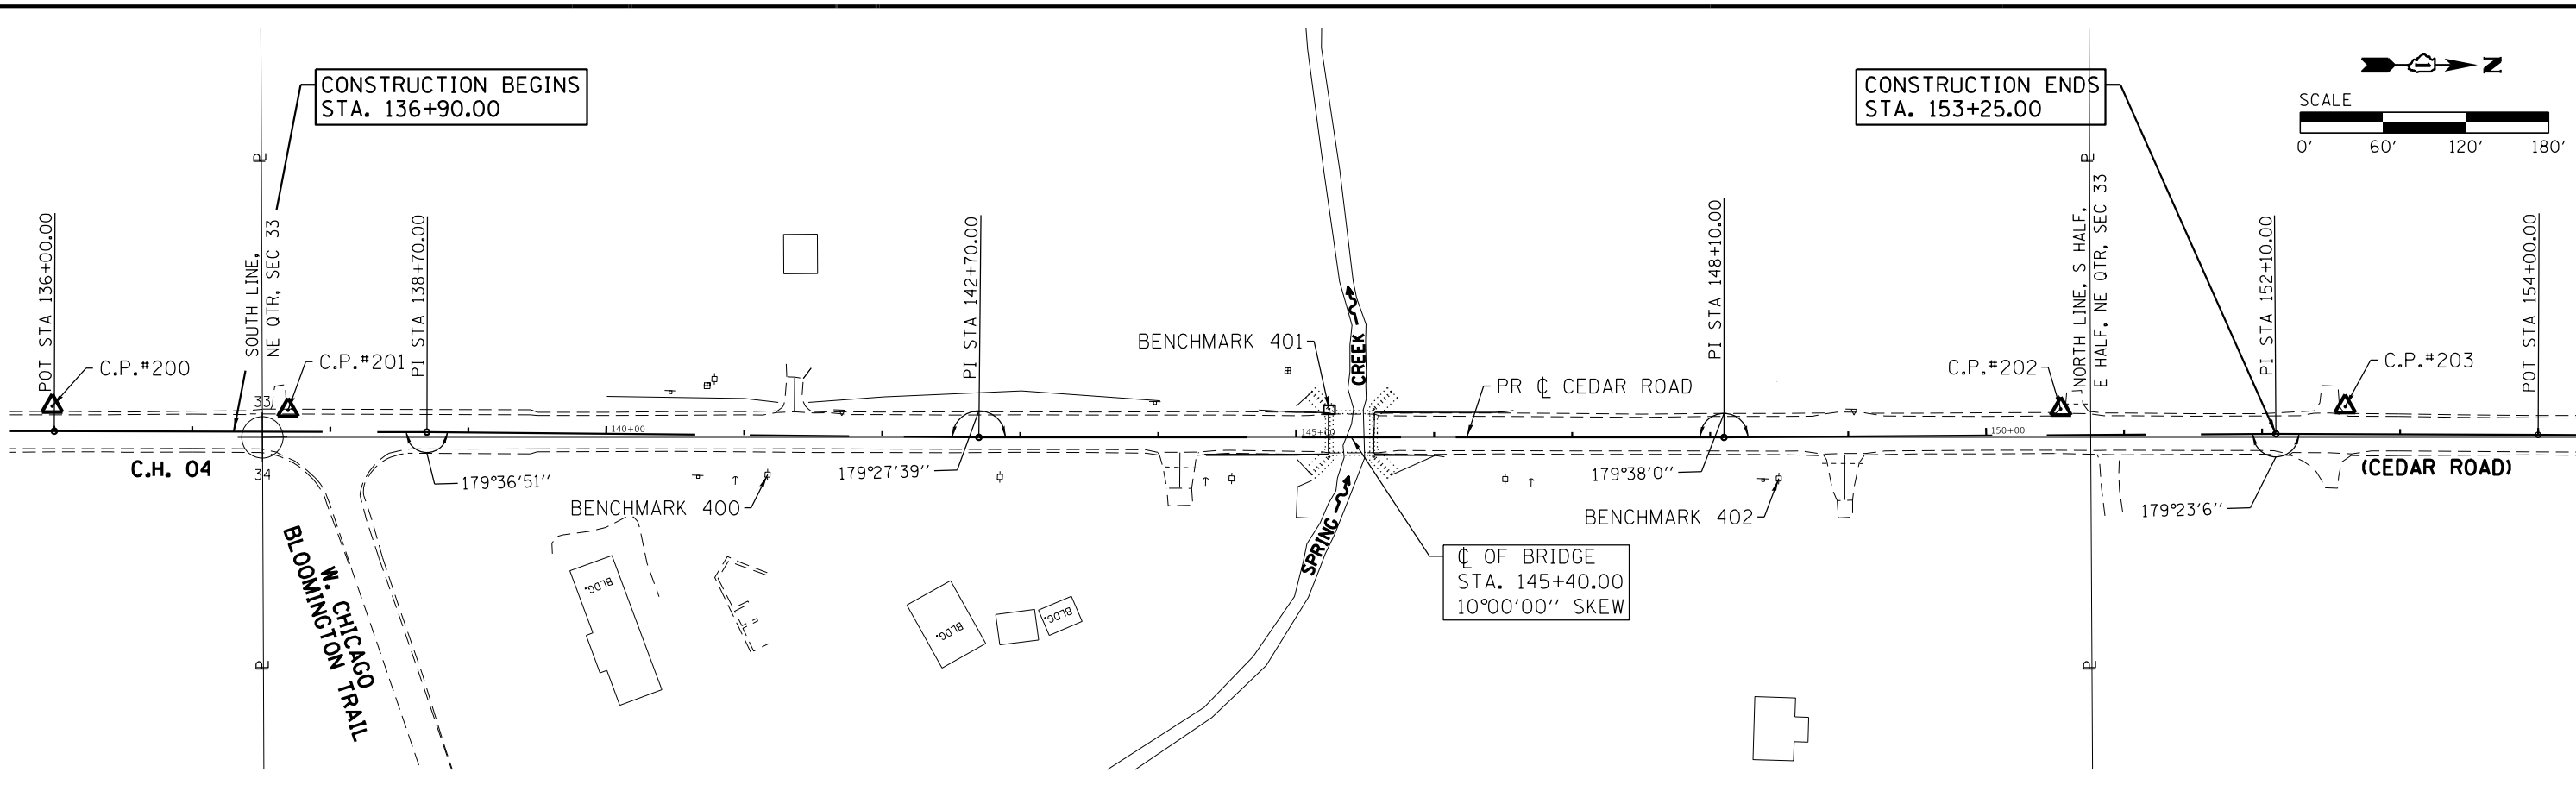 CONSTRUCTION BEGINS
STA. 136+90.00
CONSTRUCTION ENDS
STA. 153+25.00
N
SCALE
0' 60' 120' 180'
POT STA 136+00.00
SOUTH LINE,
NE QTR, SEC 33
PI STA 138+70.00
PI STA 142+70.00
PI STA 148+10.00
NORTH LINE, S HALF,
E HALF, NE QTR, SEC 33
PI STA 152+10.00
POT STA 154+00.00
PL
PL
C.P.#200
C.P.#201
BENCHMARK 401
CREEK
PR CL CEDAR ROAD
C.P.#202
C.P.#203
33
34
140+00
145+00
150+00
C.H. 04
179°36'51''
179°27'39''
179°38'0''
179°23'6''
(CEDAR ROAD)
BENCHMARK 400
BENCHMARK 402
SPRING
CL OF BRIDGE
STA. 145+40.00
10°00'00'' SKEW
W. CHICAGO
BLOOMINGTON TRAIL
BLDG.
BLDG.
BLDG.
PL
PL